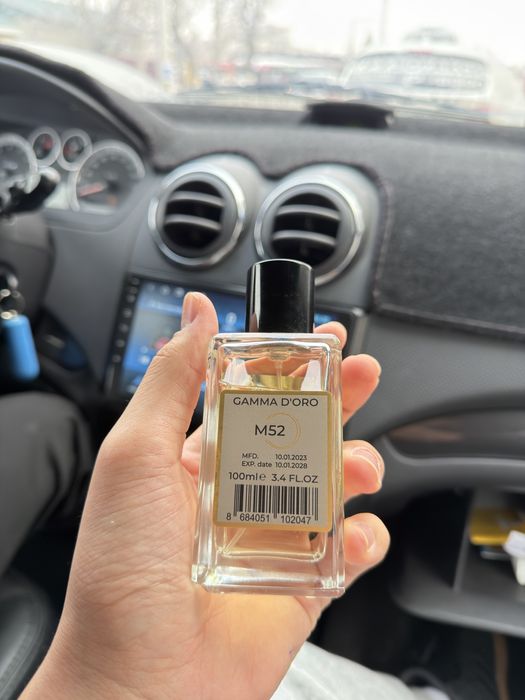 GAMMA D'ORO
M52
MFD. 10.01.2023
EXP. date 10.01.2028
100ml℮ 3.4 FL.OZ
8 684051 102047